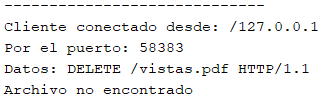 ----------------------------
Cliente conectado desde: /127.0.0.1
Por el puerto: 58383
Datos: DELETE /vistas.pdf HTTP/1.1
Archivo no encontrado